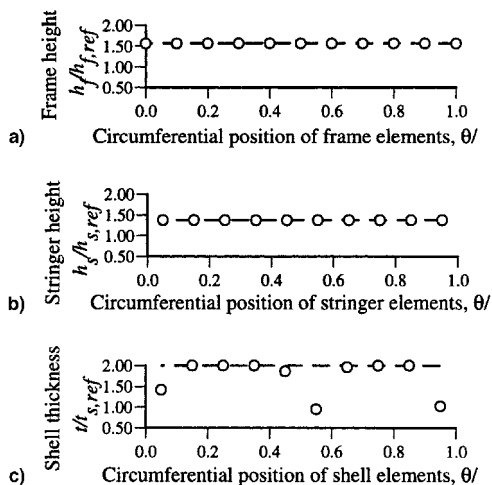 Frame height
h_f/h_f,ref
2.00
1.50
1.00
0.50
0.0 0.2 0.4 0.6 0.8 1.0
a) Circumferential position of frame elements, θ/
Stringer height
h_s/h_s,ref
2.00
1.50
1.00
0.50
0.0 0.2 0.4 0.6 0.8 1.0
b) Circumferential position of stringer elements, θ/
Shell thickness
t/t_s,ref
2.00
1.50
1.00
0.50
0.0 0.2 0.4 0.6 0.8 1.0
c) Circumferential position of shell elements, θ/